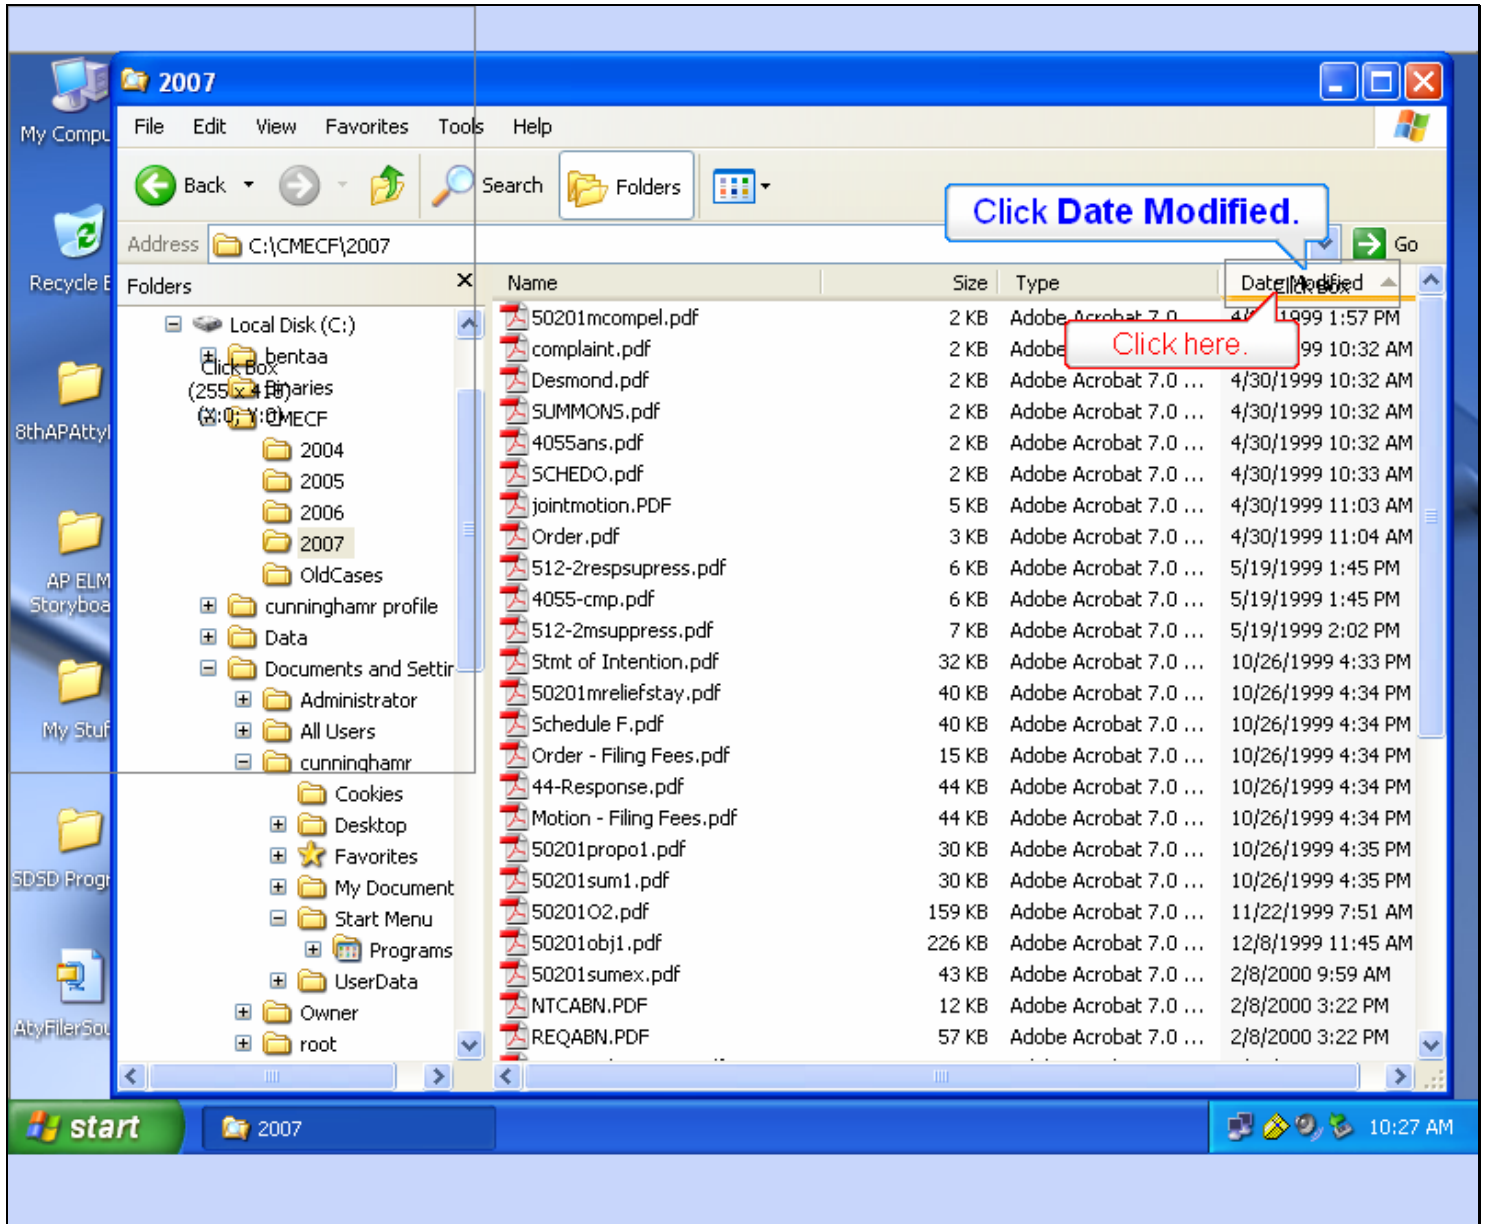 2007
File Edit View Favorites Tools Help
Back Search Folders
Click Date Modified.
Address C:\CMECF\2007 Go
Folders
Name Size Type Date Modified
Click Box
Click here.
50201mcompel.pdf 2 KB Adobe Acrobat 7.0 1999 1:57 PM
complaint.pdf 2 KB Adobe 99 10:32 AM
Desmond.pdf 2 KB Adobe Acrobat 7.0 ... 4/30/1999 10:32 AM
SUMMONS.pdf 2 KB Adobe Acrobat 7.0 ... 4/30/1999 10:32 AM
4055ans.pdf 2 KB Adobe Acrobat 7.0 ... 4/30/1999 10:32 AM
SCHEDO.pdf 2 KB Adobe Acrobat 7.0 ... 4/30/1999 10:33 AM
jointmotion.PDF 5 KB Adobe Acrobat 7.0 ... 4/30/1999 11:03 AM
Order.pdf 3 KB Adobe Acrobat 7.0 ... 4/30/1999 11:04 AM
512-2respsupress.pdf 6 KB Adobe Acrobat 7.0 ... 5/19/1999 1:45 PM
4055-cmp.pdf 6 KB Adobe Acrobat 7.0 ... 5/19/1999 1:45 PM
512-2msuppress.pdf 7 KB Adobe Acrobat 7.0 ... 5/19/1999 2:02 PM
Stmt of Intention.pdf 32 KB Adobe Acrobat 7.0 ... 10/26/1999 4:33 PM
50201mreliefstay.pdf 40 KB Adobe Acrobat 7.0 ... 10/26/1999 4:34 PM
Schedule F.pdf 40 KB Adobe Acrobat 7.0 ... 10/26/1999 4:34 PM
Order - Filing Fees.pdf 15 KB Adobe Acrobat 7.0 ... 10/26/1999 4:34 PM
44-Response.pdf 44 KB Adobe Acrobat 7.0 ... 10/26/1999 4:34 PM
Motion - Filing Fees.pdf 44 KB Adobe Acrobat 7.0 ... 10/26/1999 4:34 PM
50201propo1.pdf 30 KB Adobe Acrobat 7.0 ... 10/26/1999 4:35 PM
50201sum1.pdf 30 KB Adobe Acrobat 7.0 ... 10/26/1999 4:35 PM
50201O2.pdf 159 KB Adobe Acrobat 7.0 ... 11/22/1999 7:51 AM
50201obj1.pdf 226 KB Adobe Acrobat 7.0 ... 12/8/1999 11:45 AM
50201sumex.pdf 43 KB Adobe Acrobat 7.0 ... 2/8/2000 9:59 AM
NTCABN.PDF 12 KB Adobe Acrobat 7.0 ... 2/8/2000 3:22 PM
REQABN.PDF 57 KB Adobe Acrobat 7.0 ... 2/8/2000 3:22 PM
Local Disk (C:)
bentaa
Click Box
Binaries
CMECF
2004
2005
2006
2007
OldCases
cunninghamr profile
Data
Documents and Settin
Administrator
All Users
cunninghamr
Cookies
Desktop
Favorites
My Document
Start Menu
Programs
UserData
Owner
root
My Compu
Recycle B
8thAPAttyI
AP ELM
Storyboa
My Stuf
SDSD Progr
AtyFilerSou
start 2007 10:27 AM